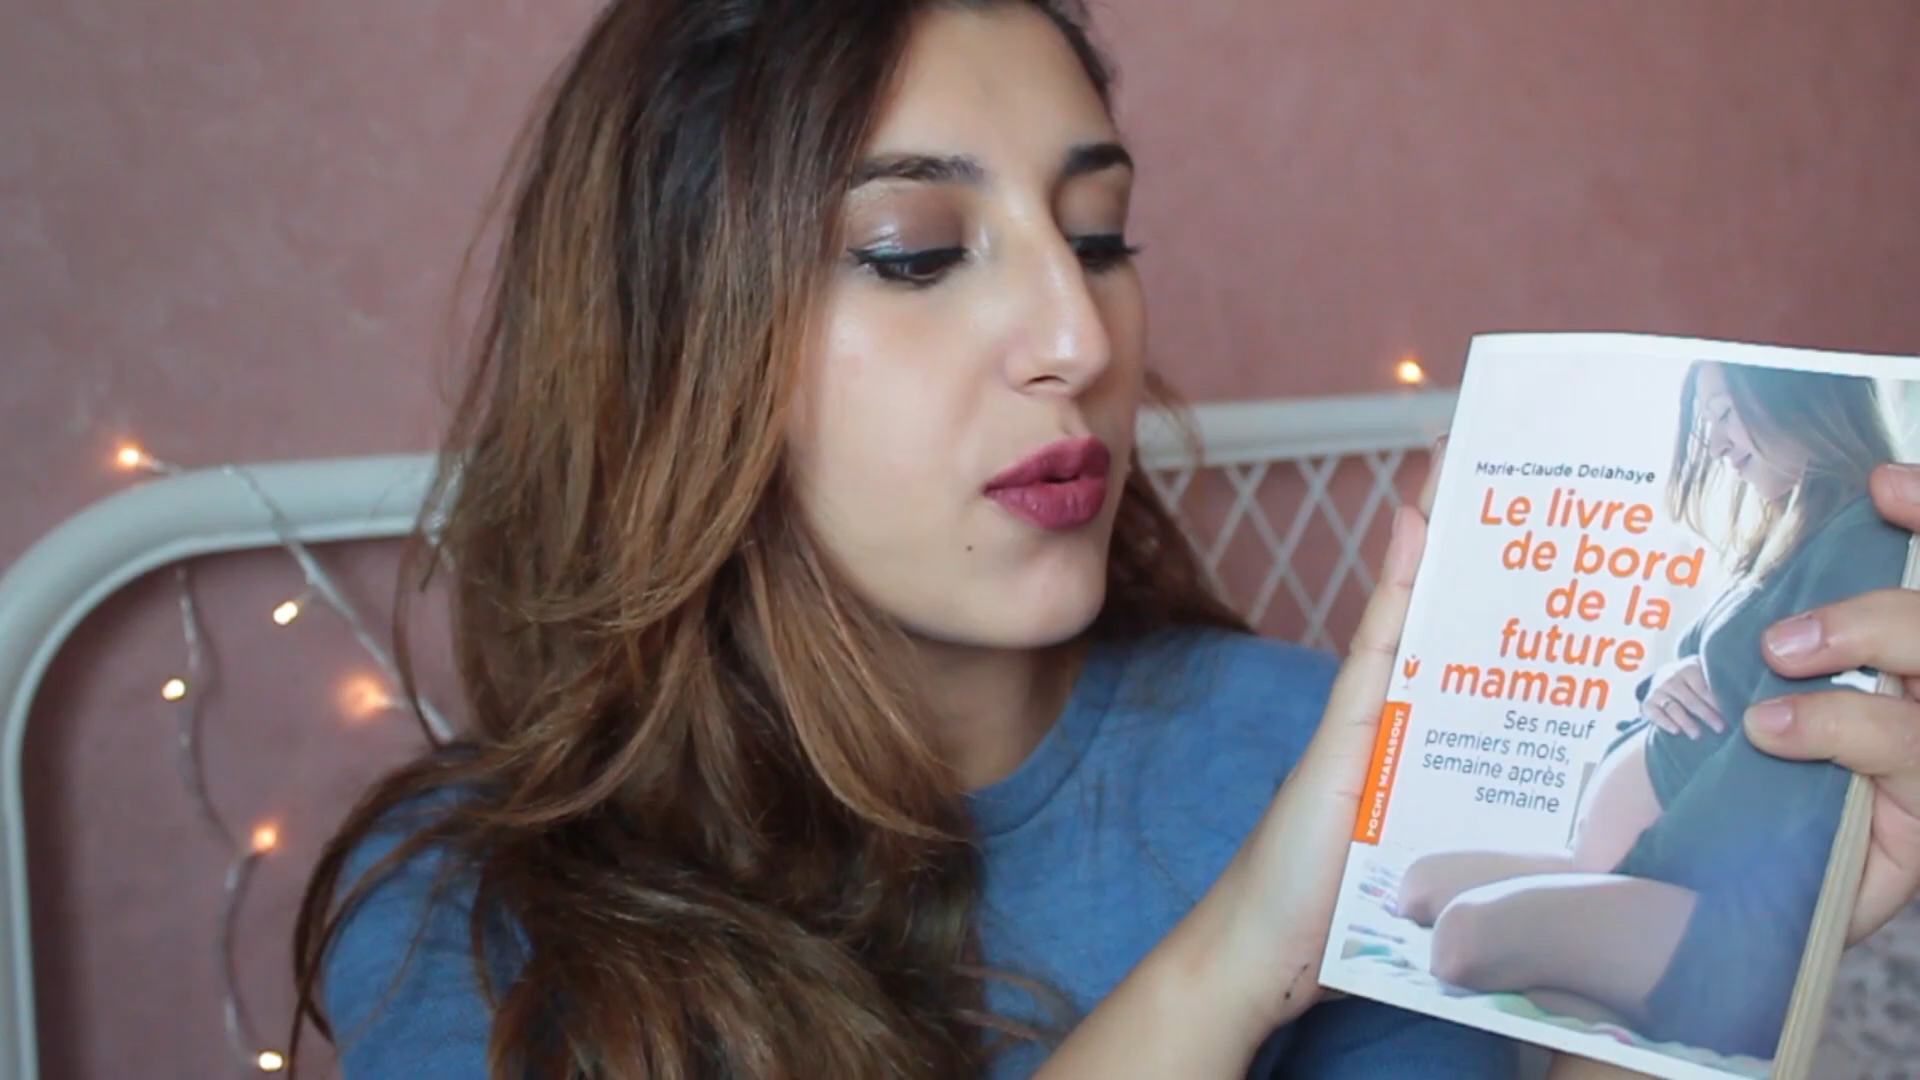 Marie-Claude Delahaye
Le livre
de bord
de la
future
maman
Ses neuf
premiers mois,
semaine après
semaine
POCHE MARABOUT